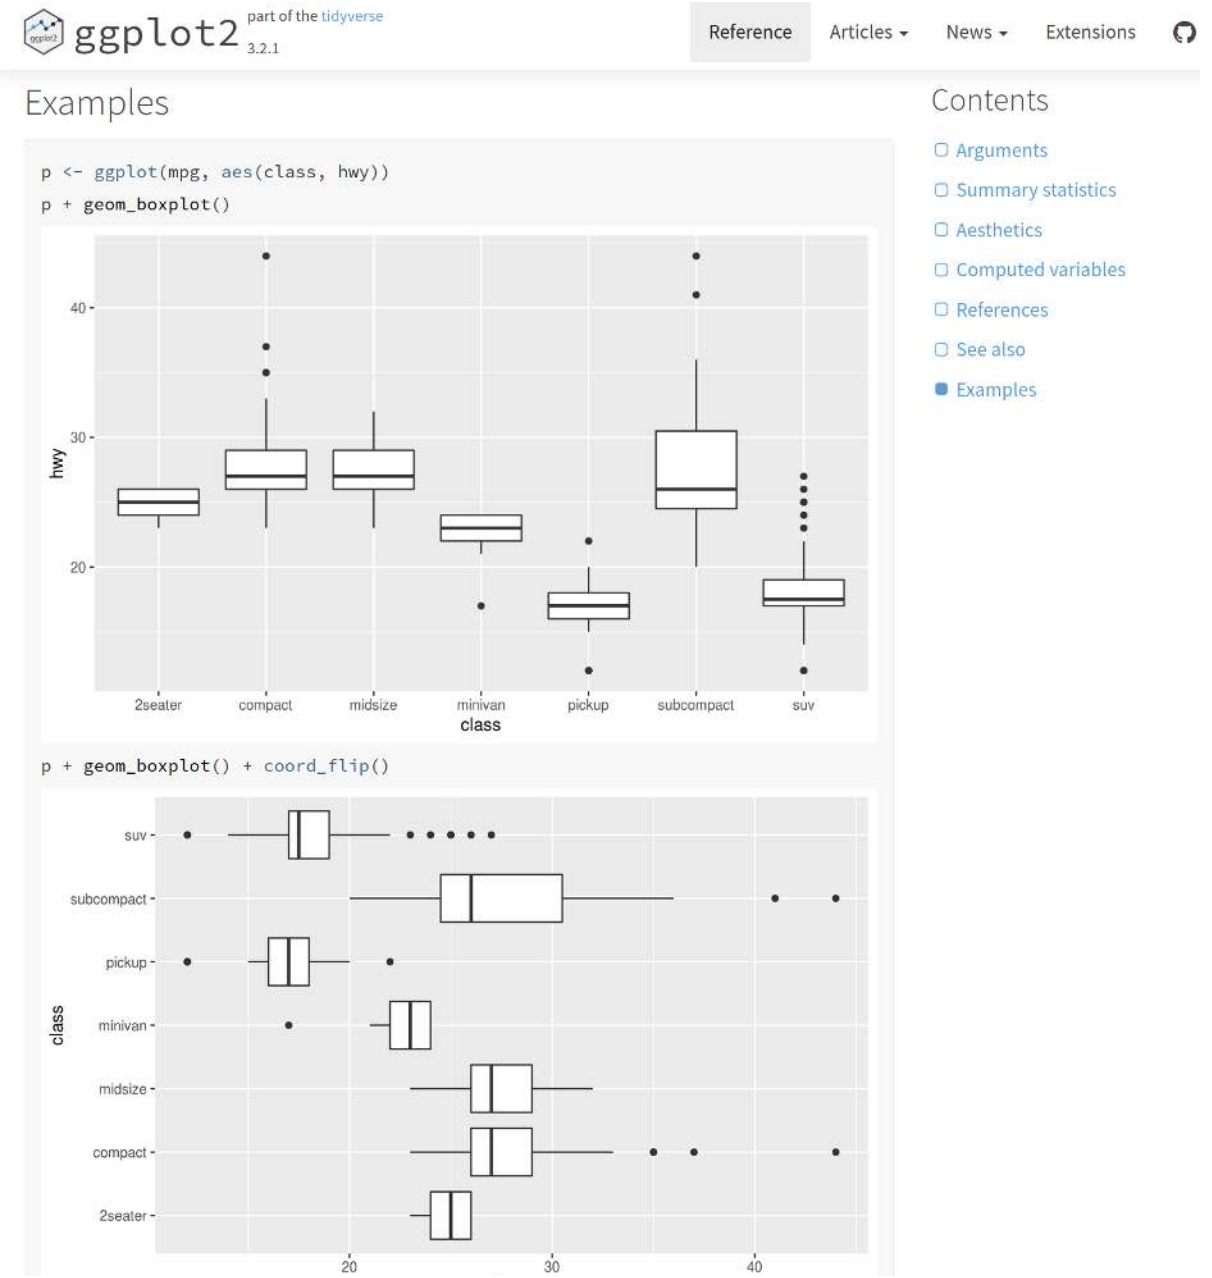 ggplot2
ggplot2
part of the tidyverse
3.2.1
Reference
Articles
News
Extensions
Examples
p <- ggplot(mpg, aes(class, hwy))
p + geom_boxplot()
40
30
20
hwy
2seater
compact
midsize
minivan
pickup
subcompact
suv
class
p + geom_boxplot() + coord_flip()
suv
subcompact
pickup
minivan
midsize
compact
2seater
class
20
30
40
Contents
Arguments
Summary statistics
Aesthetics
Computed variables
References
See also
Examples